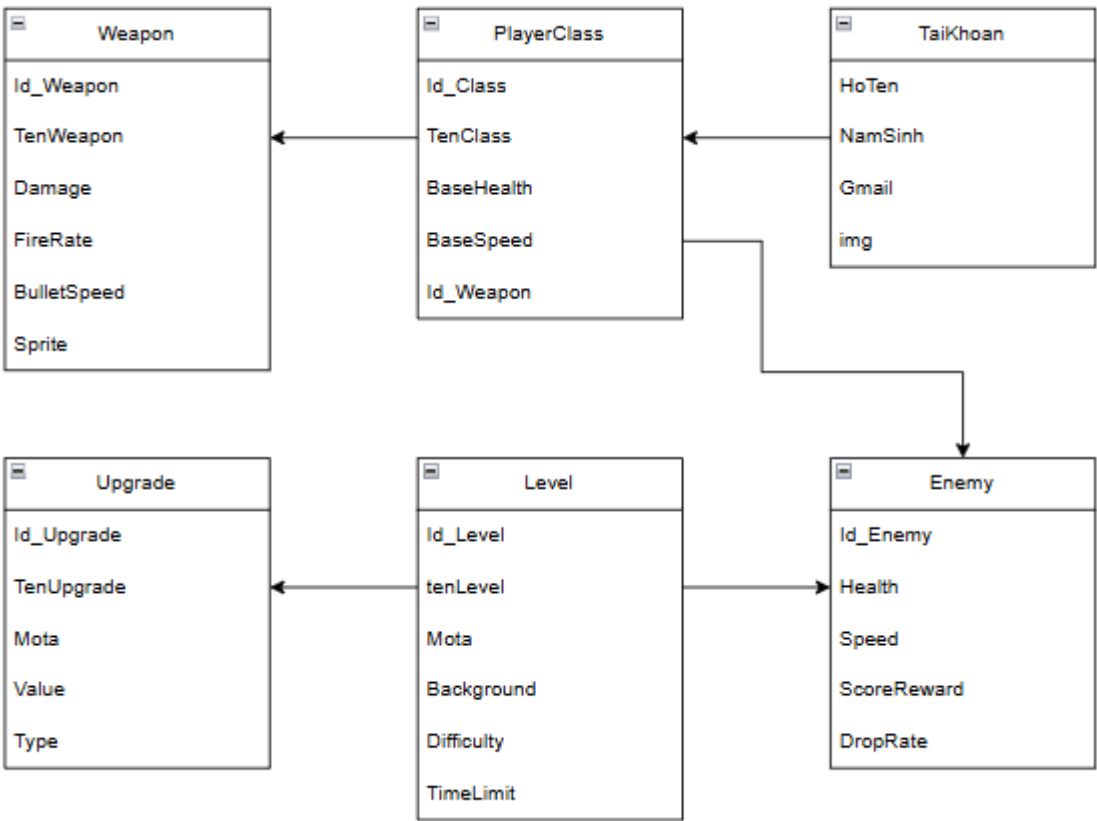 Weapon
Id_Weapon
TenWeapon
Damage
FireRate
BulletSpeed
Sprite
PlayerClass
Id_Class
TenClass
BaseHealth
BaseSpeed
Id_Weapon
TaiKhoan
HoTen
NamSinh
Gmail
img
Upgrade
Id_Upgrade
TenUpgrade
Mota
Value
Type
Level
Id_Level
tenLevel
Mota
Background
Difficulty
TimeLimit
Enemy
Id_Enemy
Health
Speed
ScoreReward
DropRate